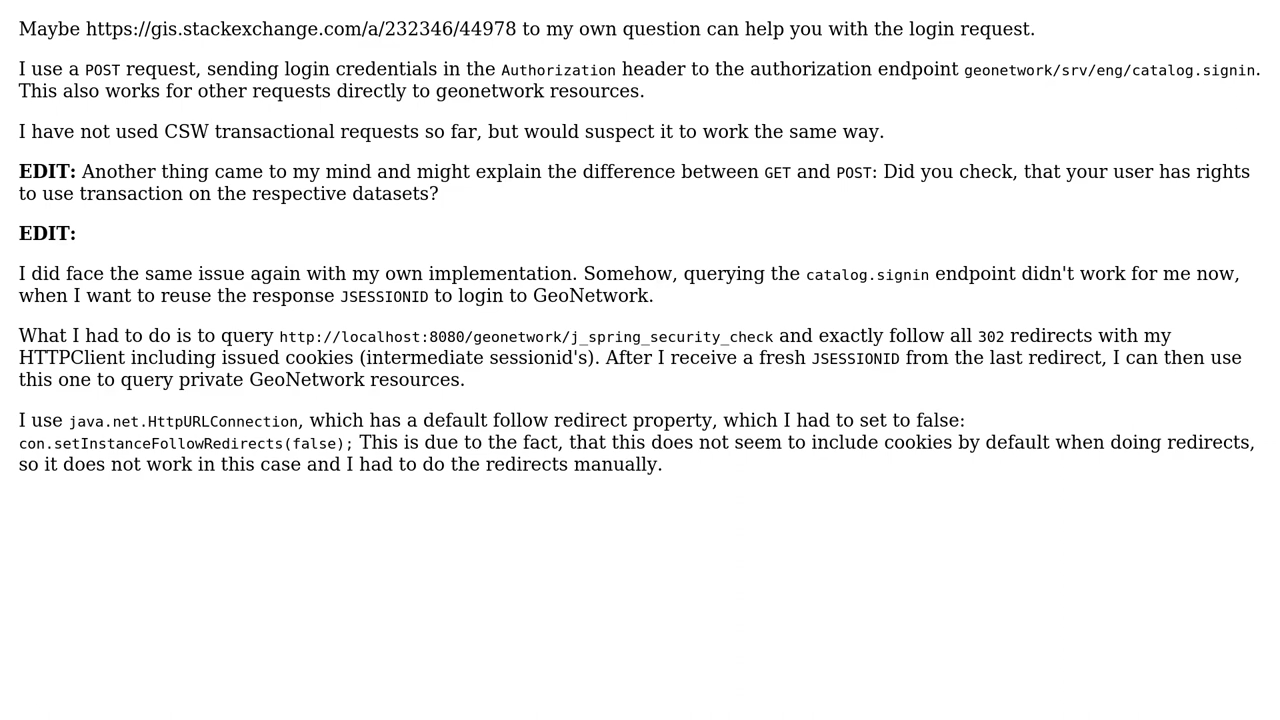 Maybe https://gis.stackexchange.com/a/232346/44978 to my own question can help you with the login request.
I use a POST request, sending login credentials in the Authorization header to the authorization endpoint geonetwork/srv/eng/catalog.signin.
This also works for other requests directly to geonetwork resources.
I have not used CSW transactional requests so far, but would suspect it to work the same way.
EDIT: Another thing came to my mind and might explain the difference between GET and POST: Did you check, that your user has rights
to use transaction on the respective datasets?
EDIT:
I did face the same issue again with my own implementation. Somehow, querying the catalog.signin endpoint didn't work for me now,
when I want to reuse the response JSESSIONID to login to GeoNetwork.
What I had to do is to query http://localhost:8080/geonetwork/j_spring_security_check and exactly follow all 302 redirects with my
HTTPClient including issued cookies (intermediate sessionid's). After I receive a fresh JSESSIONID from the last redirect, I can then use
this one to query private GeoNetwork resources.
I use java.net.HttpURLConnection, which has a default follow redirect property, which I had to set to false:
con.setInstanceFollowRedirects(false); This is due to the fact, that this does not seem to include cookies by default when doing redirects,
so it does not work in this case and I had to do the redirects manually.